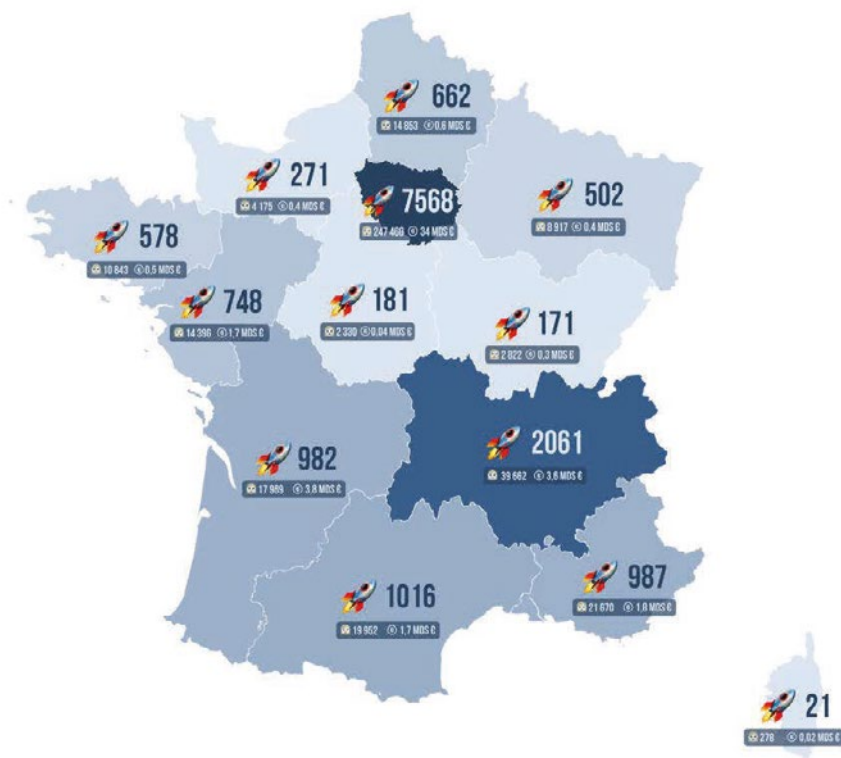 662
14 853 0,6 MDS €
271
4 175 0,4 MDS €
7568
247 466 34 MDS €
502
8 917 0,4 MDS €
578
10 843 0,5 MDS €
748
14 396 1,7 MDS €
181
2 330 0,04 MDS €
171
2 822 0,3 MDS €
2061
39 662 3,6 MDS €
982
17 969 3,8 MDS €
1016
19 952 1,7 MDS €
987
21 670 1,8 MDS €
21
278 0,02 MDS €